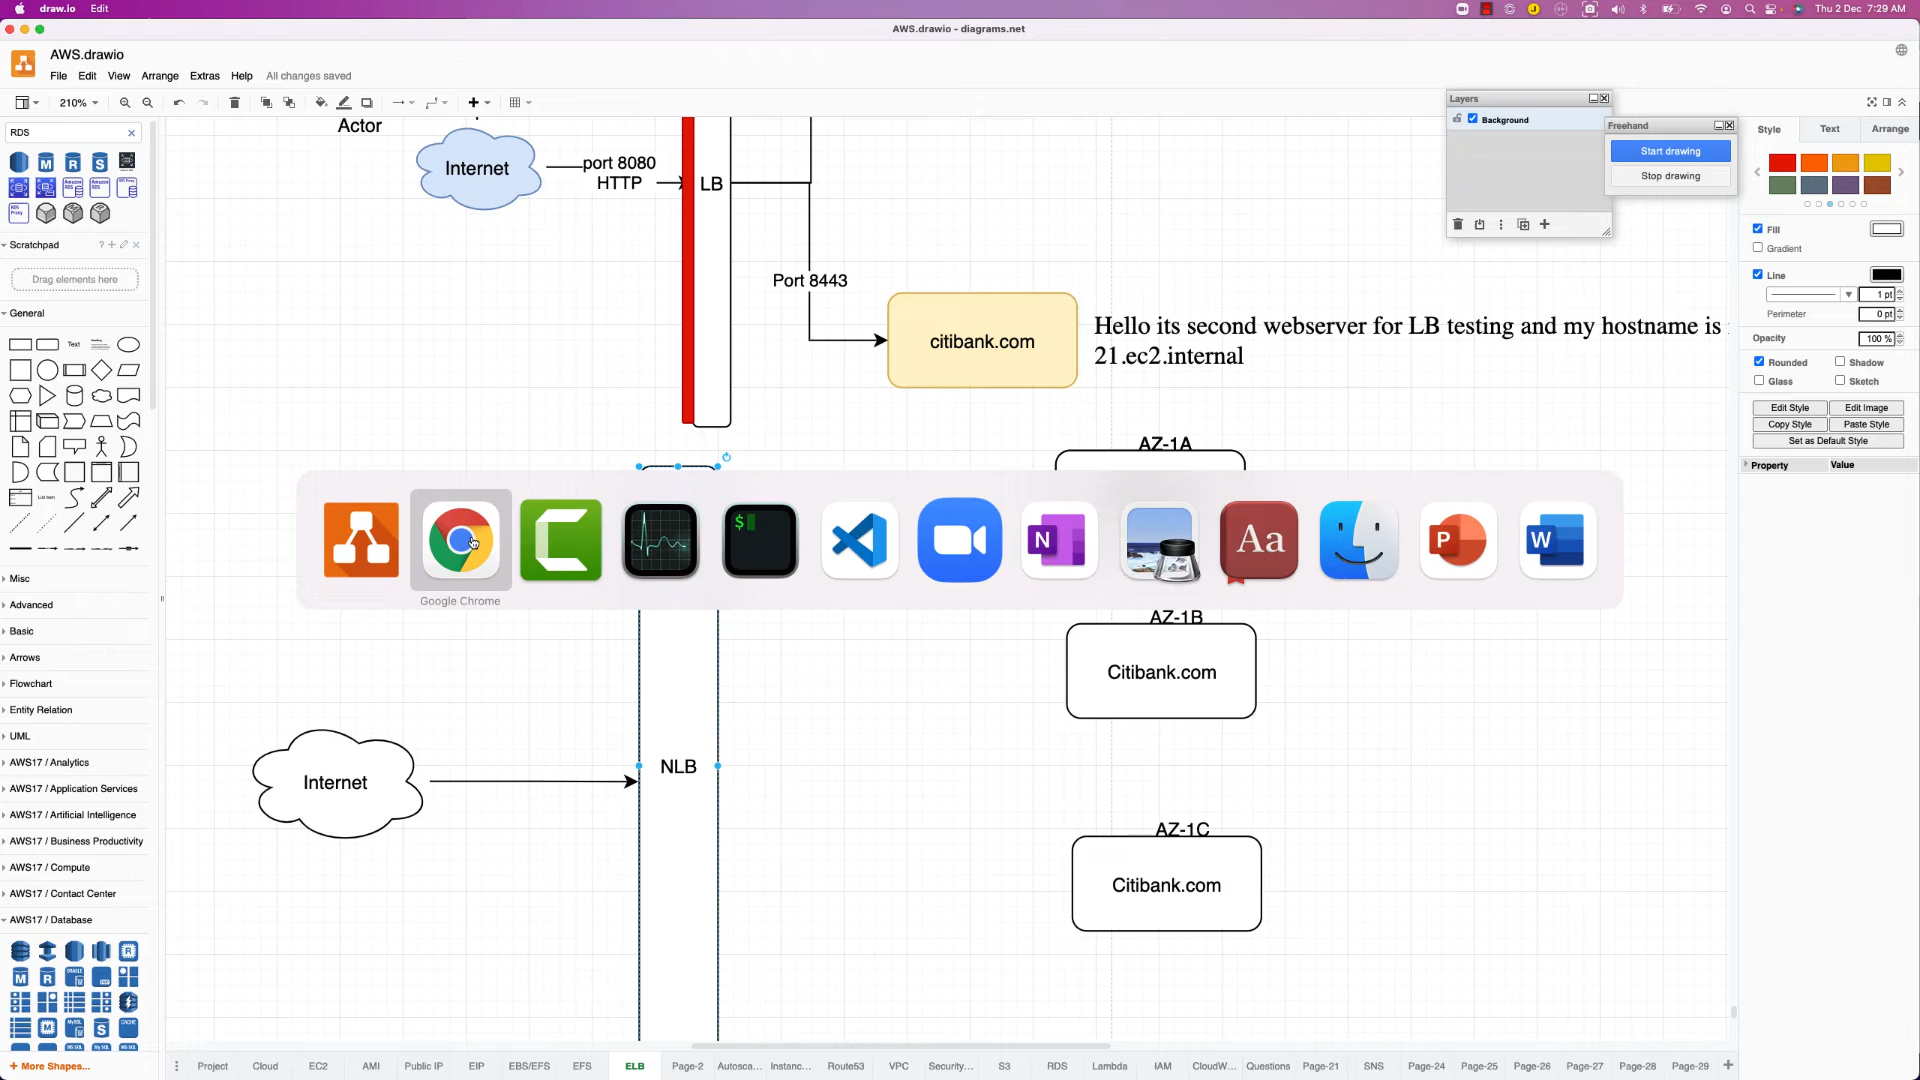 draw.io Edit
Thu 2 Dec 7:29 AM
AWS.drawio - diagrams.net
AWS.drawio
File Edit View Arrange Extras Help All changes saved
210%
RDS
Scratchpad
Drag elements here
General
Text
Misc
Advanced
Basic
Arrows
Flowchart
Entity Relation
UML
AWS17 / Analytics
AWS17 / Application Services
AWS17 / Artificial Intelligence
AWS17 / Business Productivity
AWS17 / Compute
AWS17 / Contact Center
AWS17 / Database
+ More Shapes...
Actor
Internet
port 8080
HTTP
LB
Port 8443
citibank.com
Hello its second webserver for LB testing and my hostname is
21.ec2.internal
AZ-1A
Google Chrome
AZ-1B
Citibank.com
Internet
NLB
AZ-1C
Citibank.com
Layers
Background
Freehand
Start drawing
Stop drawing
Style Text Arrange
Fill
Gradient
Line
1 pt
Perimeter 0 pt
Opacity 100 %
Rounded Shadow
Glass Sketch
Edit Style Edit Image
Copy Style Paste Style
Set as Default Style
Property Value
Project Cloud EC2 AMI Public IP EIP EBS/EFS EFS ELB Page-2 Autosca... Instanc... Route53 VPC Security... S3 RDS Lambda IAM CloudW... Questions Page-21 SNS Page-24 Page-25 Page-26 Page-27 Page-28 Page-29